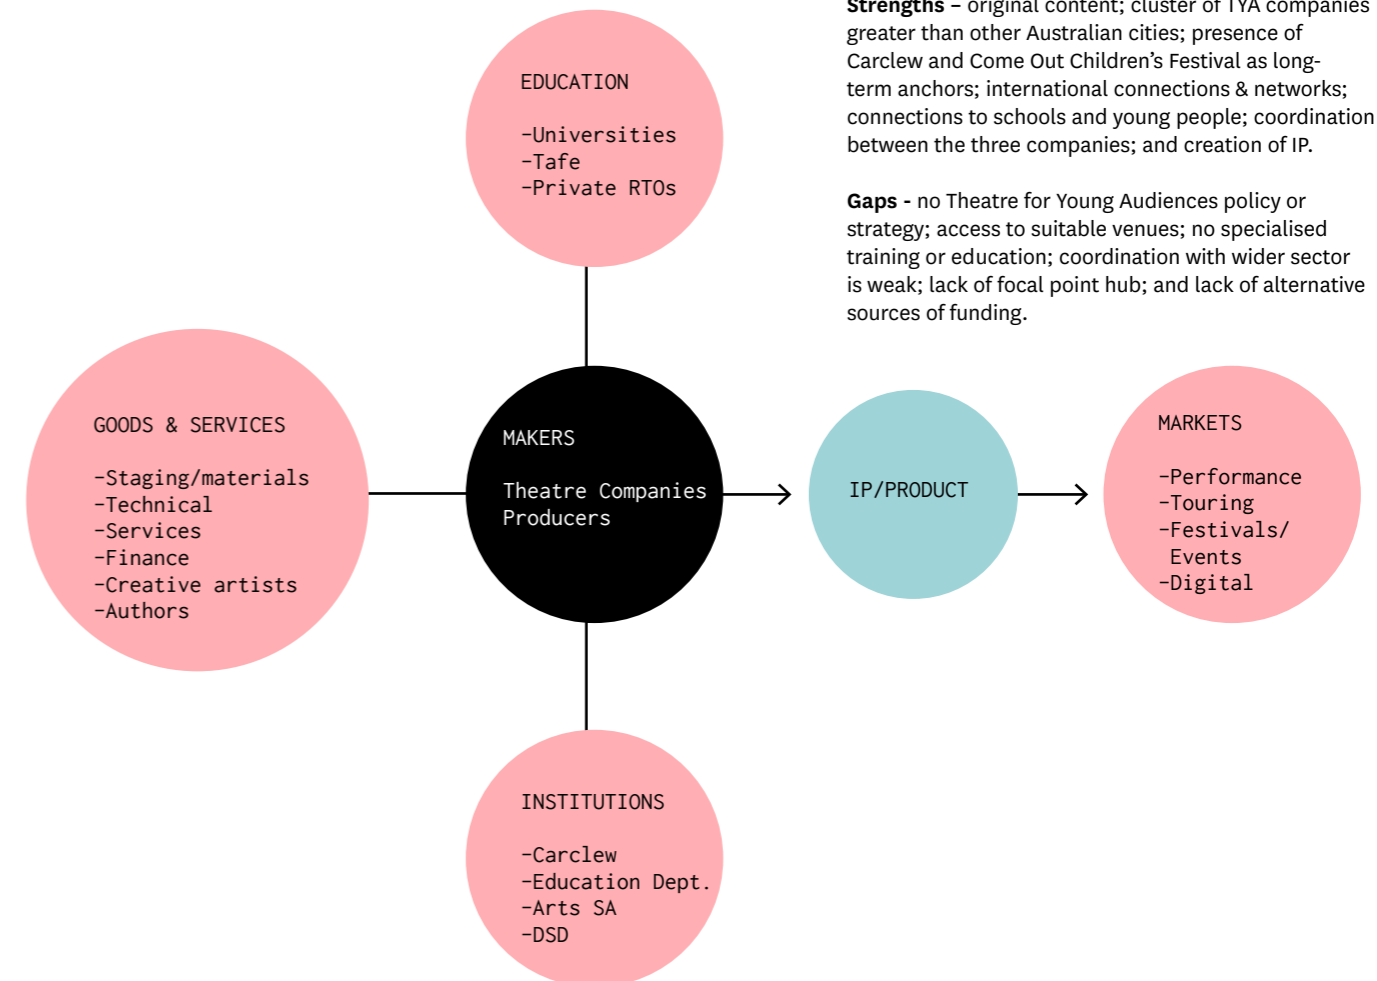 Strengths – original content; cluster of TYA companies
greater than other Australian cities; presence of
Carclew and Come Out Children’s Festival as long-
term anchors; international connections & networks;
connections to schools and young people; coordination
between the three companies; and creation of IP.
Gaps - no Theatre for Young Audiences policy or
strategy; access to suitable venues; no specialised
training or education; coordination with wider sector
is weak; lack of focal point hub; and lack of alternative
sources of funding.
EDUCATION
-Universities
-Tafe
-Private RTOs
GOODS & SERVICES
-Staging/materials
-Technical
-Services
-Finance
-Creative artists
-Authors
MAKERS
Theatre Companies
Producers
IP/PRODUCT
MARKETS
-Performance
-Touring
-Festivals/
Events
-Digital
INSTITUTIONS
-Carclew
-Education Dept.
-Arts SA
-DSD